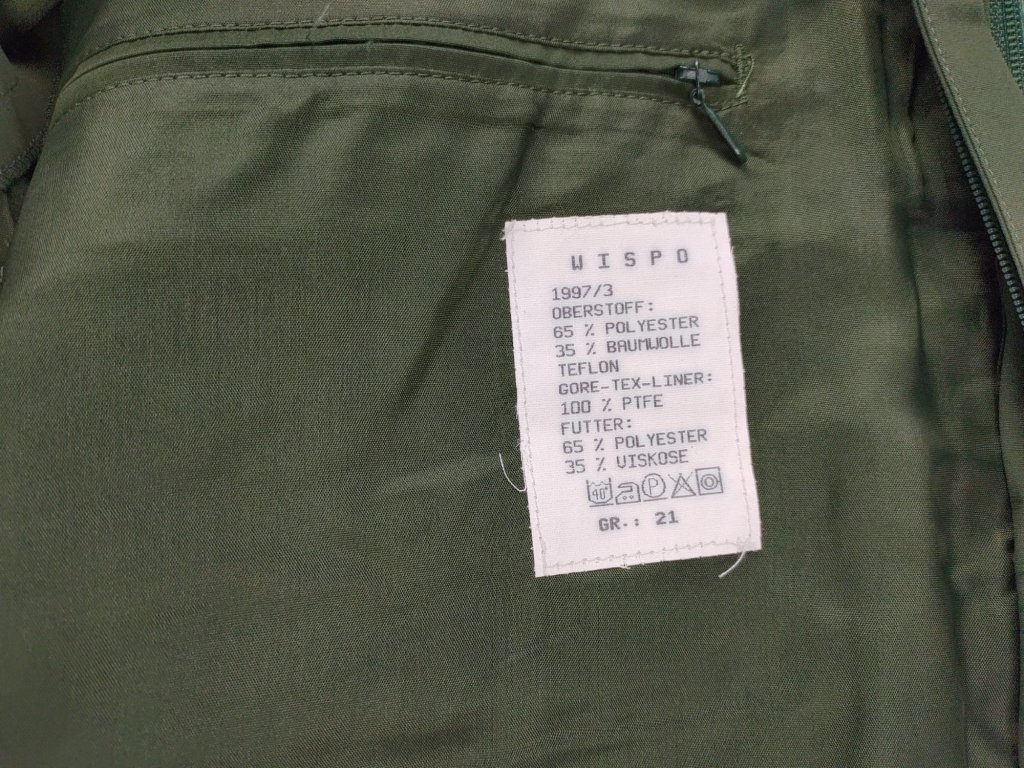 WISPO
1997/3
OBERSTOFF:
65 % POLYESTER
35 % BAUMWOLLE
TEFLON
GORE-TEX-LINER:
100 % PTFE
FUTTER:
65 % POLYESTER
35 % VISKOSE
40° P
GR.: 21